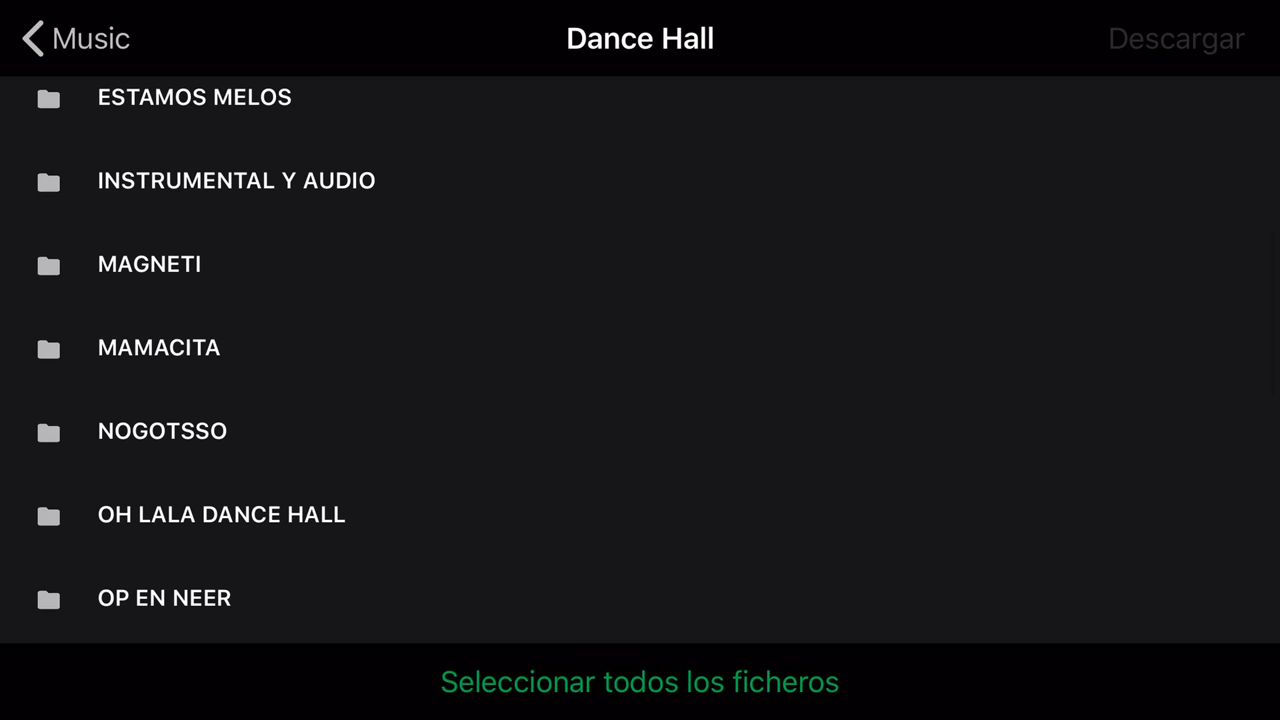 Music
Dance Hall
Descargar
ESTAMOS MELOS
INSTRUMENTAL Y AUDIO
MAGNETI
MAMACITA
NOGOTSSO
OH LALA DANCE HALL
OP EN NEER
Seleccionar todos los ficheros